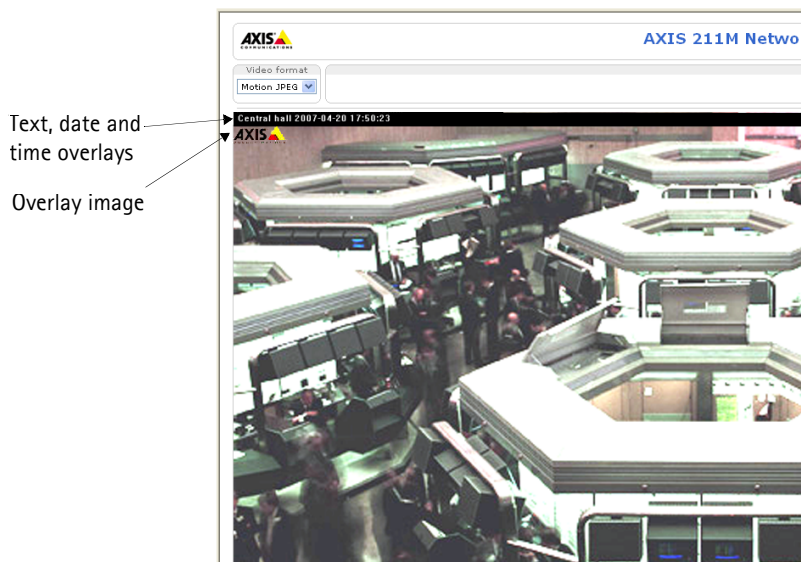 AXIS
COMMUNICATIONS
AXIS 211M Netwo
Video format
Motion JPEG
Text, date and
time overlays
Central hall 2007-04-20 17:50:23
AXIS
Overlay image